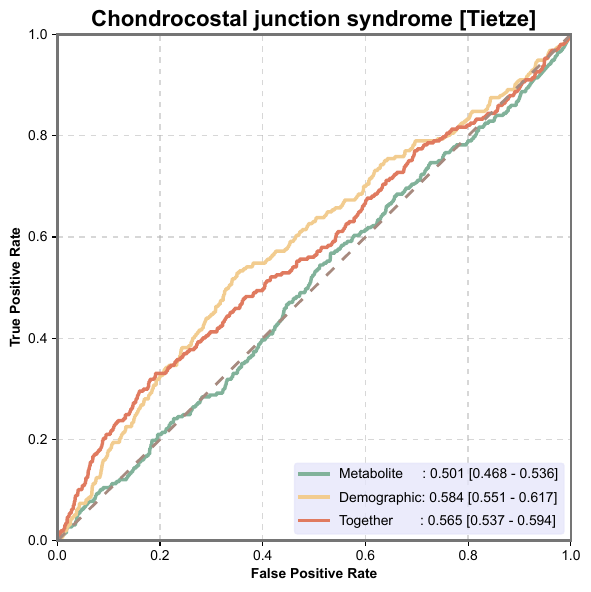 Chondrocostal junction syndrome [Tietze]
1.0
0.8
0.6
0.4
0.2
0.0
True Positive Rate
Metabolite : 0.501 [0.468 - 0.536]
Demographic: 0.584 [0.551 - 0.617]
Together : 0.565 [0.537 - 0.594]
0.0 0.2 0.4 0.6 0.8 1.0
False Positive Rate